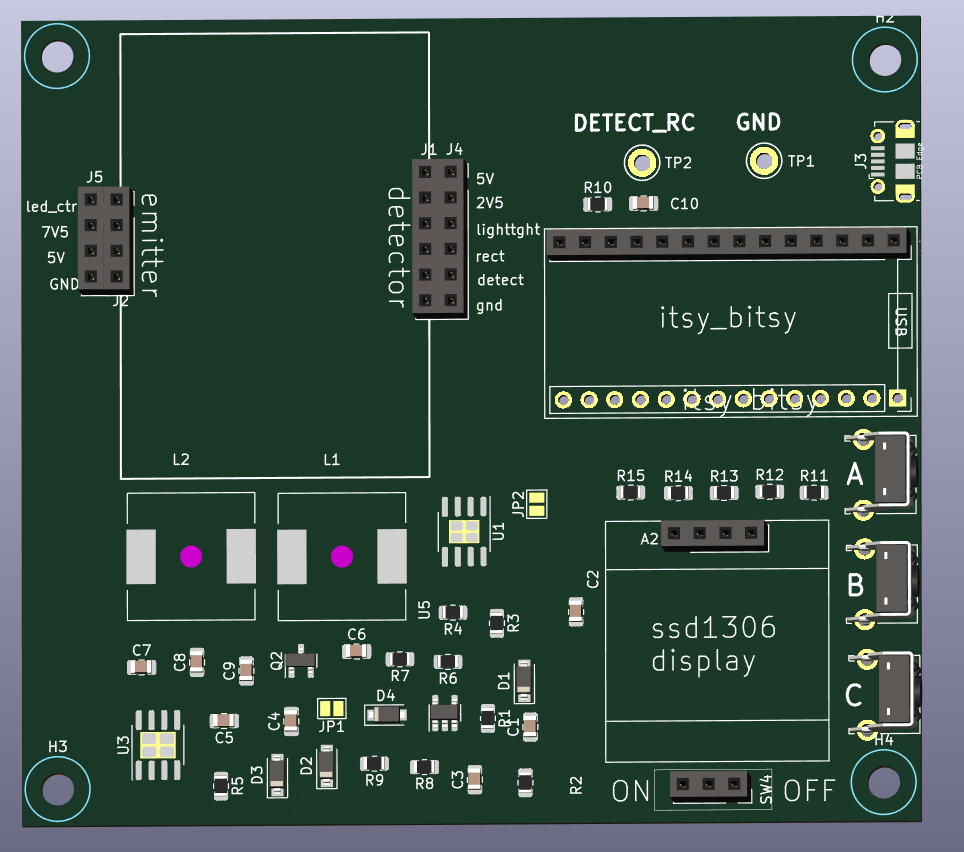 H2
DETECT_RC GND
TP2
TP1
J3
PCB Edge
R10
C10
J1 J4
J5
5V
2V5
lighttght
rect
detect
gnd
detector
led_ctr
7V5
5V
GND
J2
emitter
itsy_bitsy
USB
itsy_bitsy
L2
L1
JP2
U1
R15
R14
R13
R12
R11
A
B
C
A2
ssd1306
display
C2
U5
R4
R3
C7
C8
C9
Q2
C6
R7
R6
D1
D4
JP1
C4
C5
R1
C1
U3
H3
H4
R5
D3
D2
R9
R8
C3
R2
ON
SW4
OFF